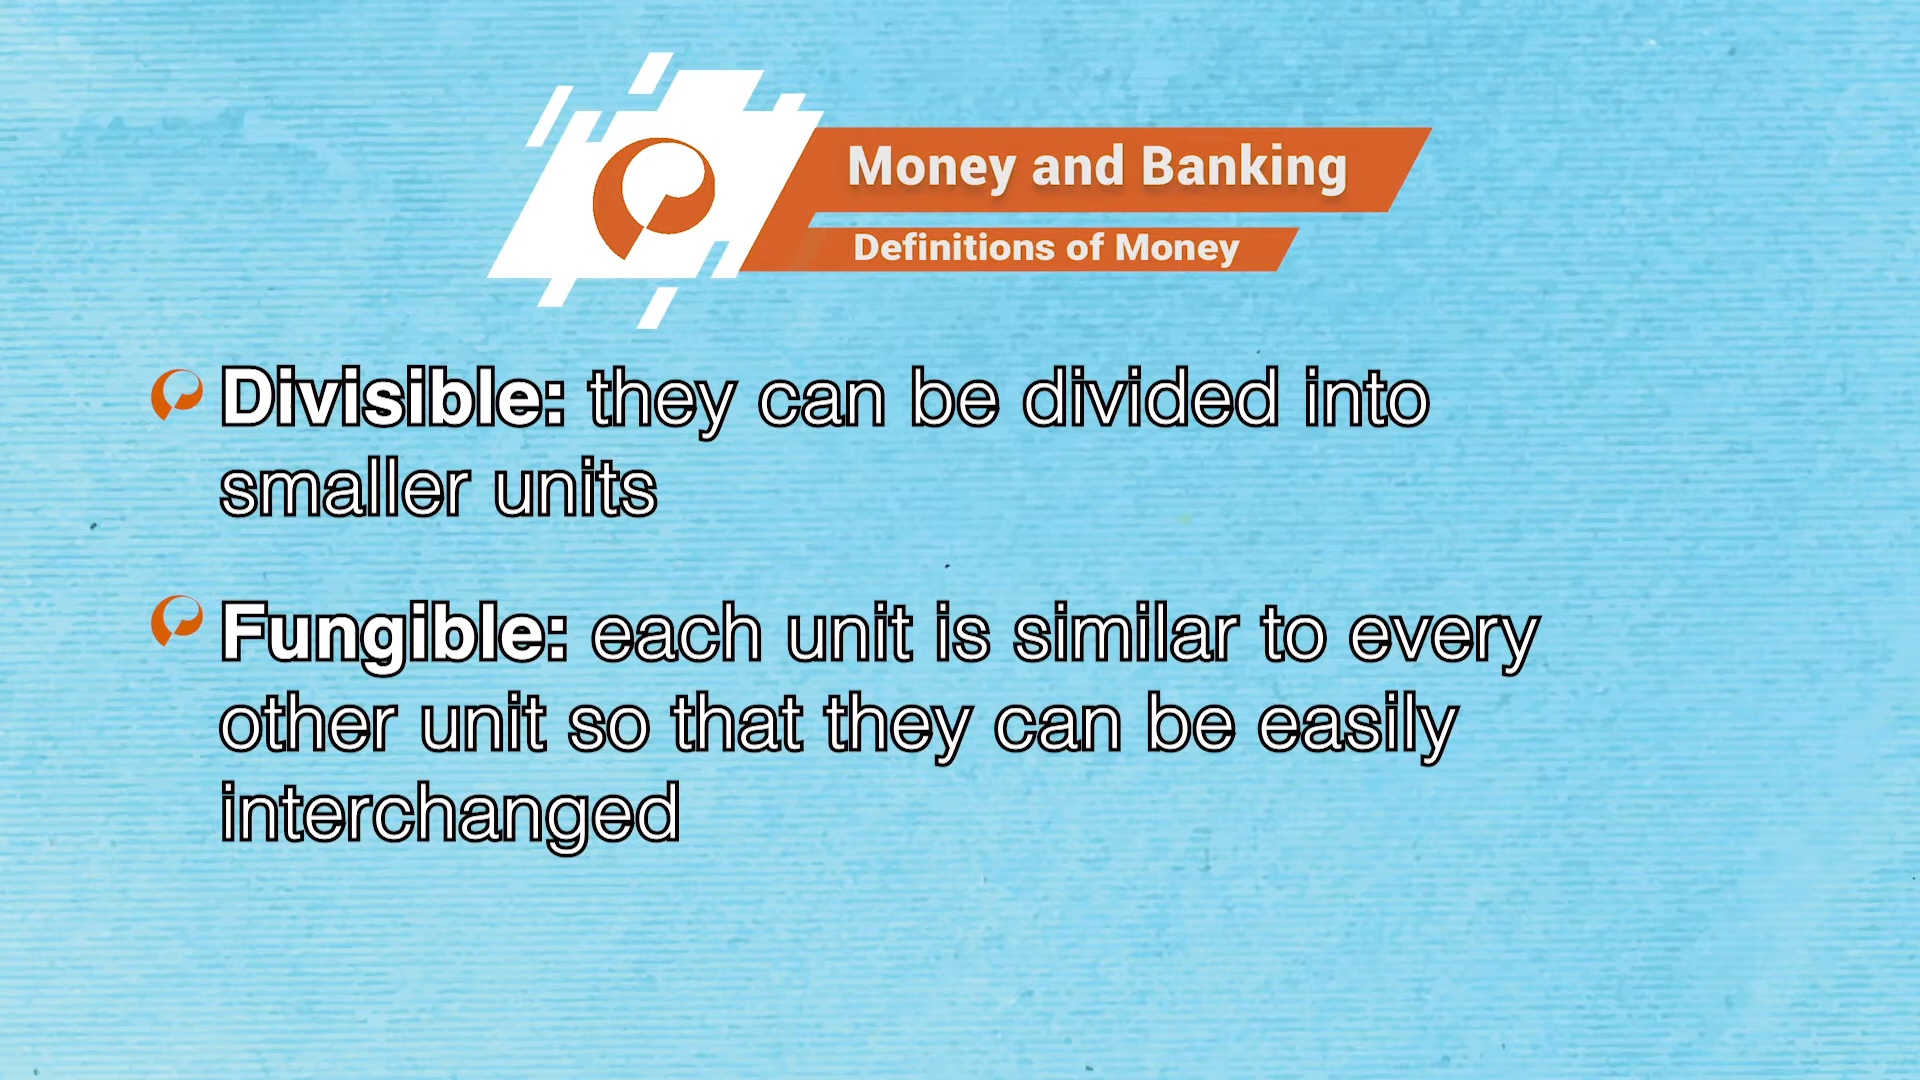 Money and Banking
Definitions of Money
Divisible: they can be divided into
smaller units
Fungible: each unit is similar to every
other unit so that they can be easily
interchanged